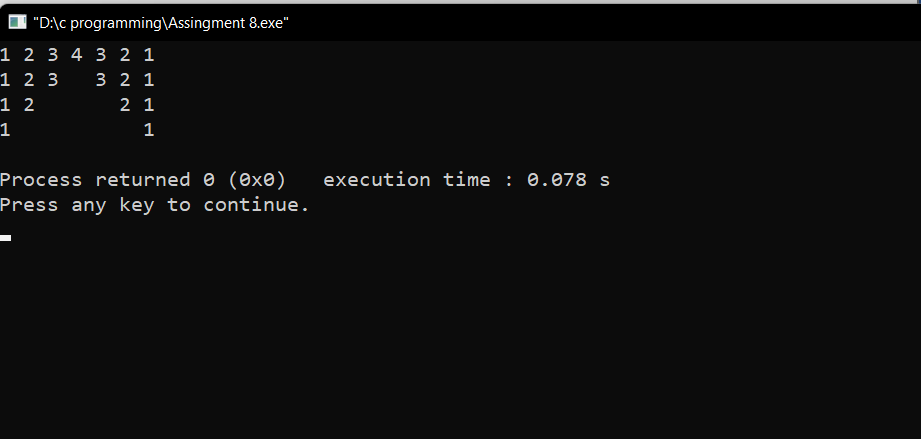 "D:\c programming\Assingment 8.exe"
1 2 3 4 3 2 1
1 2 3   3 2 1
1 2       2 1
1           1
Process returned 0 (0x0)   execution time : 0.078 s
Press any key to continue.